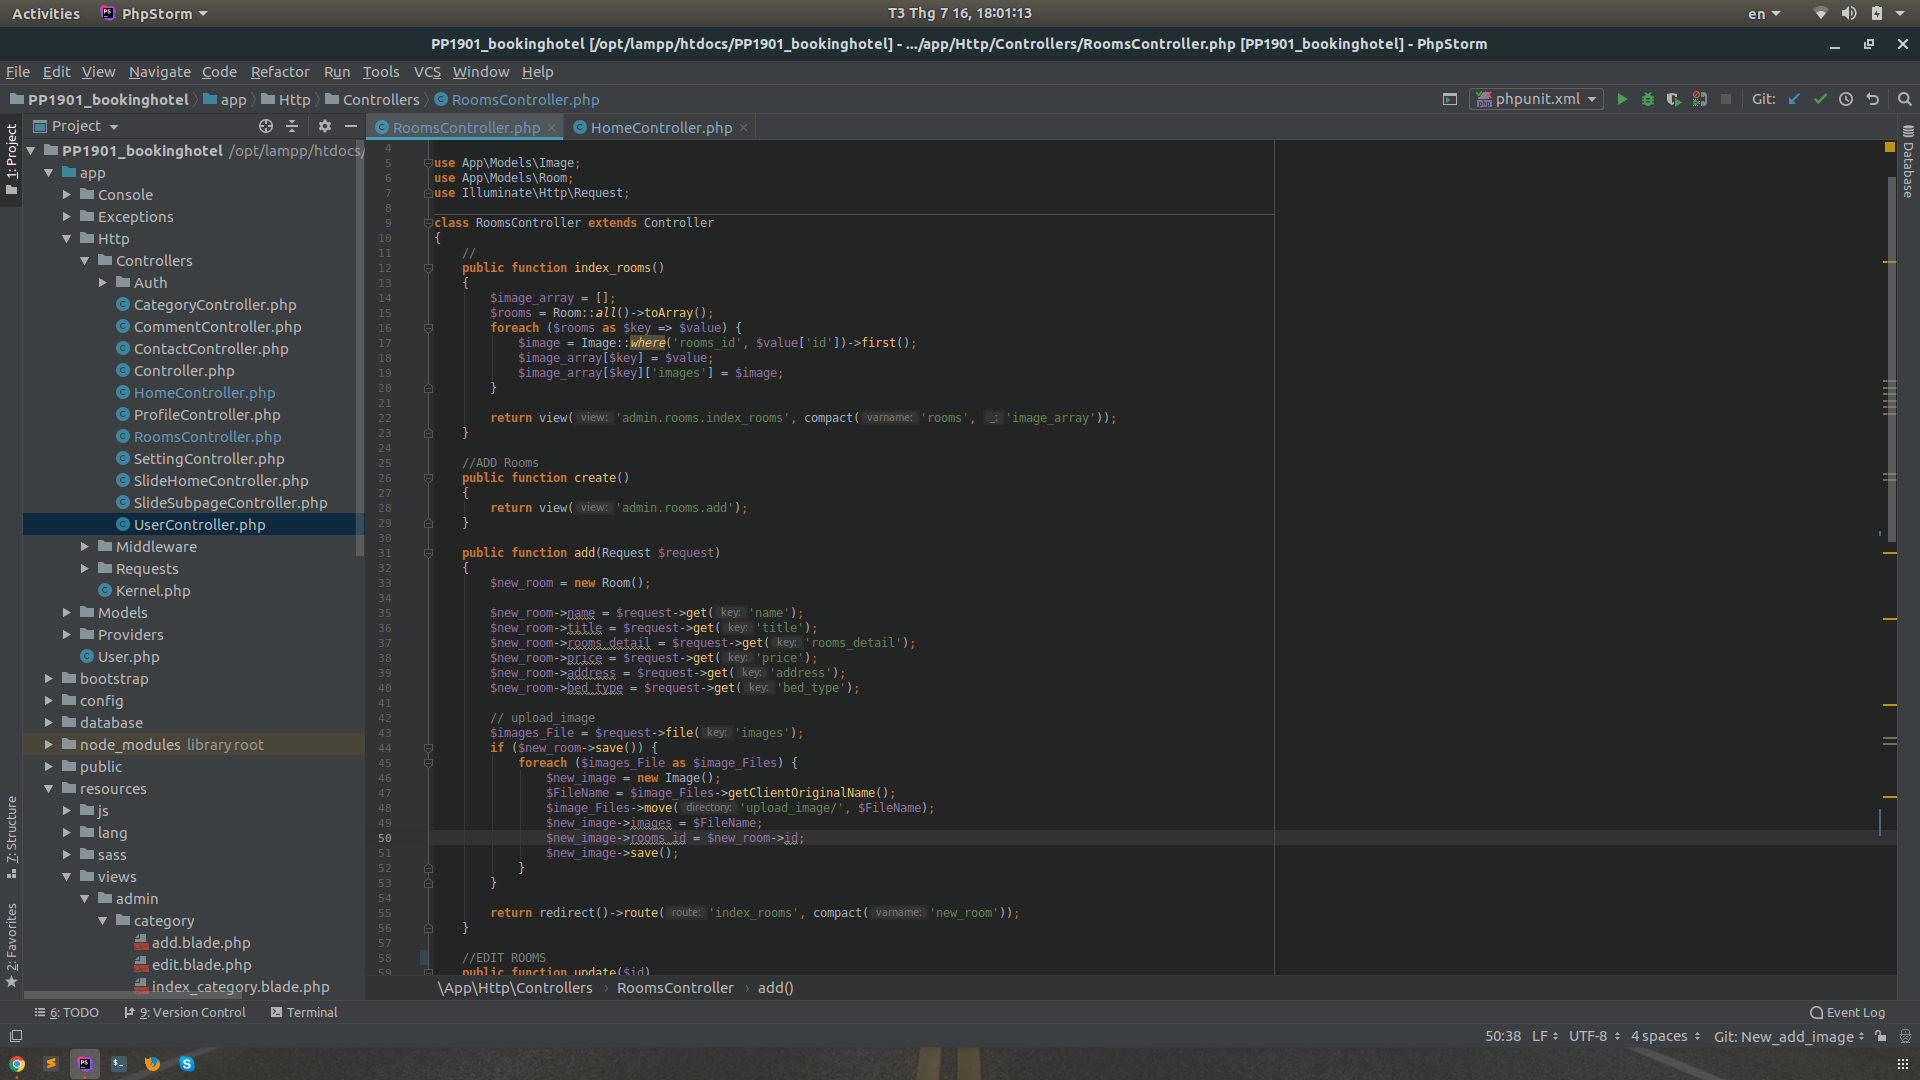 Activities PhpStorm T3 Thg 7 16, 18:01:13 en
PP1901_bookinghotel [/opt/lampp/htdocs/PP1901_bookinghotel] - .../app/Http/Controllers/RoomsController.php [PP1901_bookinghotel] - PhpStorm
File Edit View Navigate Code Refactor Run Tools VCS Window Help
PP1901_bookinghotel app Http Controllers RoomsController.php phpunit.xml Git:
1: Project
7: Structure
2: Favorites
Project
PP1901_bookinghotel /opt/lampp/htdocs/
app
Console
Exceptions
Http
Controllers
Auth
CategoryController.php
CommentController.php
ContactController.php
Controller.php
HomeController.php
ProfileController.php
RoomsController.php
SettingController.php
SlideHomeController.php
SlideSubpageController.php
UserController.php
Middleware
Requests
Kernel.php
Models
Providers
User.php
bootstrap
config
database
node_modules library root
public
resources
js
lang
sass
views
admin
category
add.blade.php
edit.blade.php
index_category.blade.php
RoomsController.php HomeController.php
4
5 use App\Models\Image;
6 use App\Models\Room;
7 use Illuminate\Http\Request;
8
9 class RoomsController extends Controller
10 {
11 //
12 public function index_rooms()
13 {
14 $image_array = [];
15 $rooms = Room::all()->toArray();
16 foreach ($rooms as $key => $value) {
17 $image = Image::where('rooms_id', $value['id'])->first();
18 $image_array[$key] = $value;
19 $image_array[$key]['images'] = $image;
20 }
21
22 return view( view: 'admin.rooms.index_rooms', compact( varname: 'rooms', _: 'image_array'));
23 }
24
25 //ADD Rooms
26 public function create()
27 {
28 return view( view: 'admin.rooms.add');
29 }
30
31 public function add(Request $request)
32 {
33 $new_room = new Room();
34
35 $new_room->name = $request->get( key: 'name');
36 $new_room->title = $request->get( key: 'title');
37 $new_room->rooms_detail = $request->get( key: 'rooms_detail');
38 $new_room->price = $request->get( key: 'price');
39 $new_room->address = $request->get( key: 'address');
40 $new_room->bed_type = $request->get( key: 'bed_type');
41
42 // upload_image
43 $images_File = $request->file( key: 'images');
44 if ($new_room->save()) {
45 foreach ($images_File as $image_Files) {
46 $new_image = new Image();
47 $FileName = $image_Files->getClientOriginalName();
48 $image_Files->move( directory: 'upload_image/', $FileName);
49 $new_image->images = $FileName;
50 $new_image->rooms_id = $new_room->id;
51 $new_image->save();
52 }
53 }
54
55 return redirect()->route( route: 'index_rooms', compact( varname: 'new_room'));
56 }
57
58 //EDIT ROOMS
59 public function update($id)
\App\Http\Controllers RoomsController add()
Database
6: TODO 9: Version Control Terminal Event Log
50:38 LF UTF-8 4 spaces Git: New_add_image